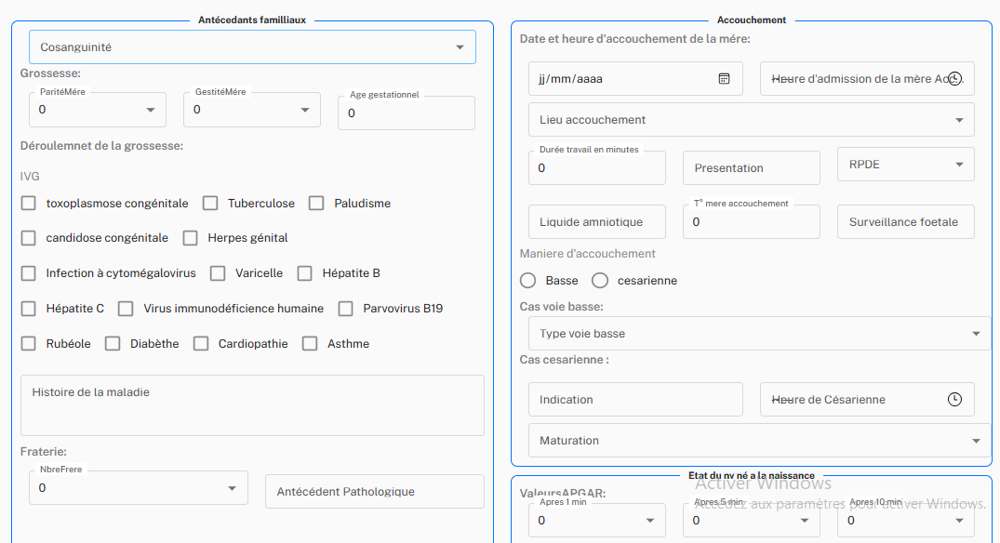 Antécedants familliaux
Cosanguinité
Grossesse:
ParitéMére
GestitéMére
Age gestationnel
0
0
0
Déroulemnet de la grossesse:
IVG
toxoplasmose congénitale Tuberculose Paludisme
candidose congénitale Herpes génital
Infection à cytomégalovirus Varicelle Hépatite B
Hépatite C Virus immunodéficience humaine Parvovirus B19
Rubéole Diabèthe Cardiopathie Asthme
Histoire de la maladie
Fraterie:
NbreFrere
0
Antécédent Pathologique
Accouchement
Date et heure d'accouchement de la mére:
jj/mm/aaaa
Heure d'admission de la mère Acc.
Lieu accouchement
Durée travail en minutes
0
Presentation
RPDE
Liquide amniotique
T° mere accouchement
0
Surveillance foetale
Maniere d'accouchement
Basse cesarienne
Cas voie basse:
Type voie basse
Cas cesarienne :
Indication
Heure de Césarienne
Maturation
Etat du nv né a la naissance
ValeursAPGAR:
Apres 1 min
Apres 5 min
Apres 10 min
0
0
0
Activer Windows
Accédez aux paramètres pour activer Windows.